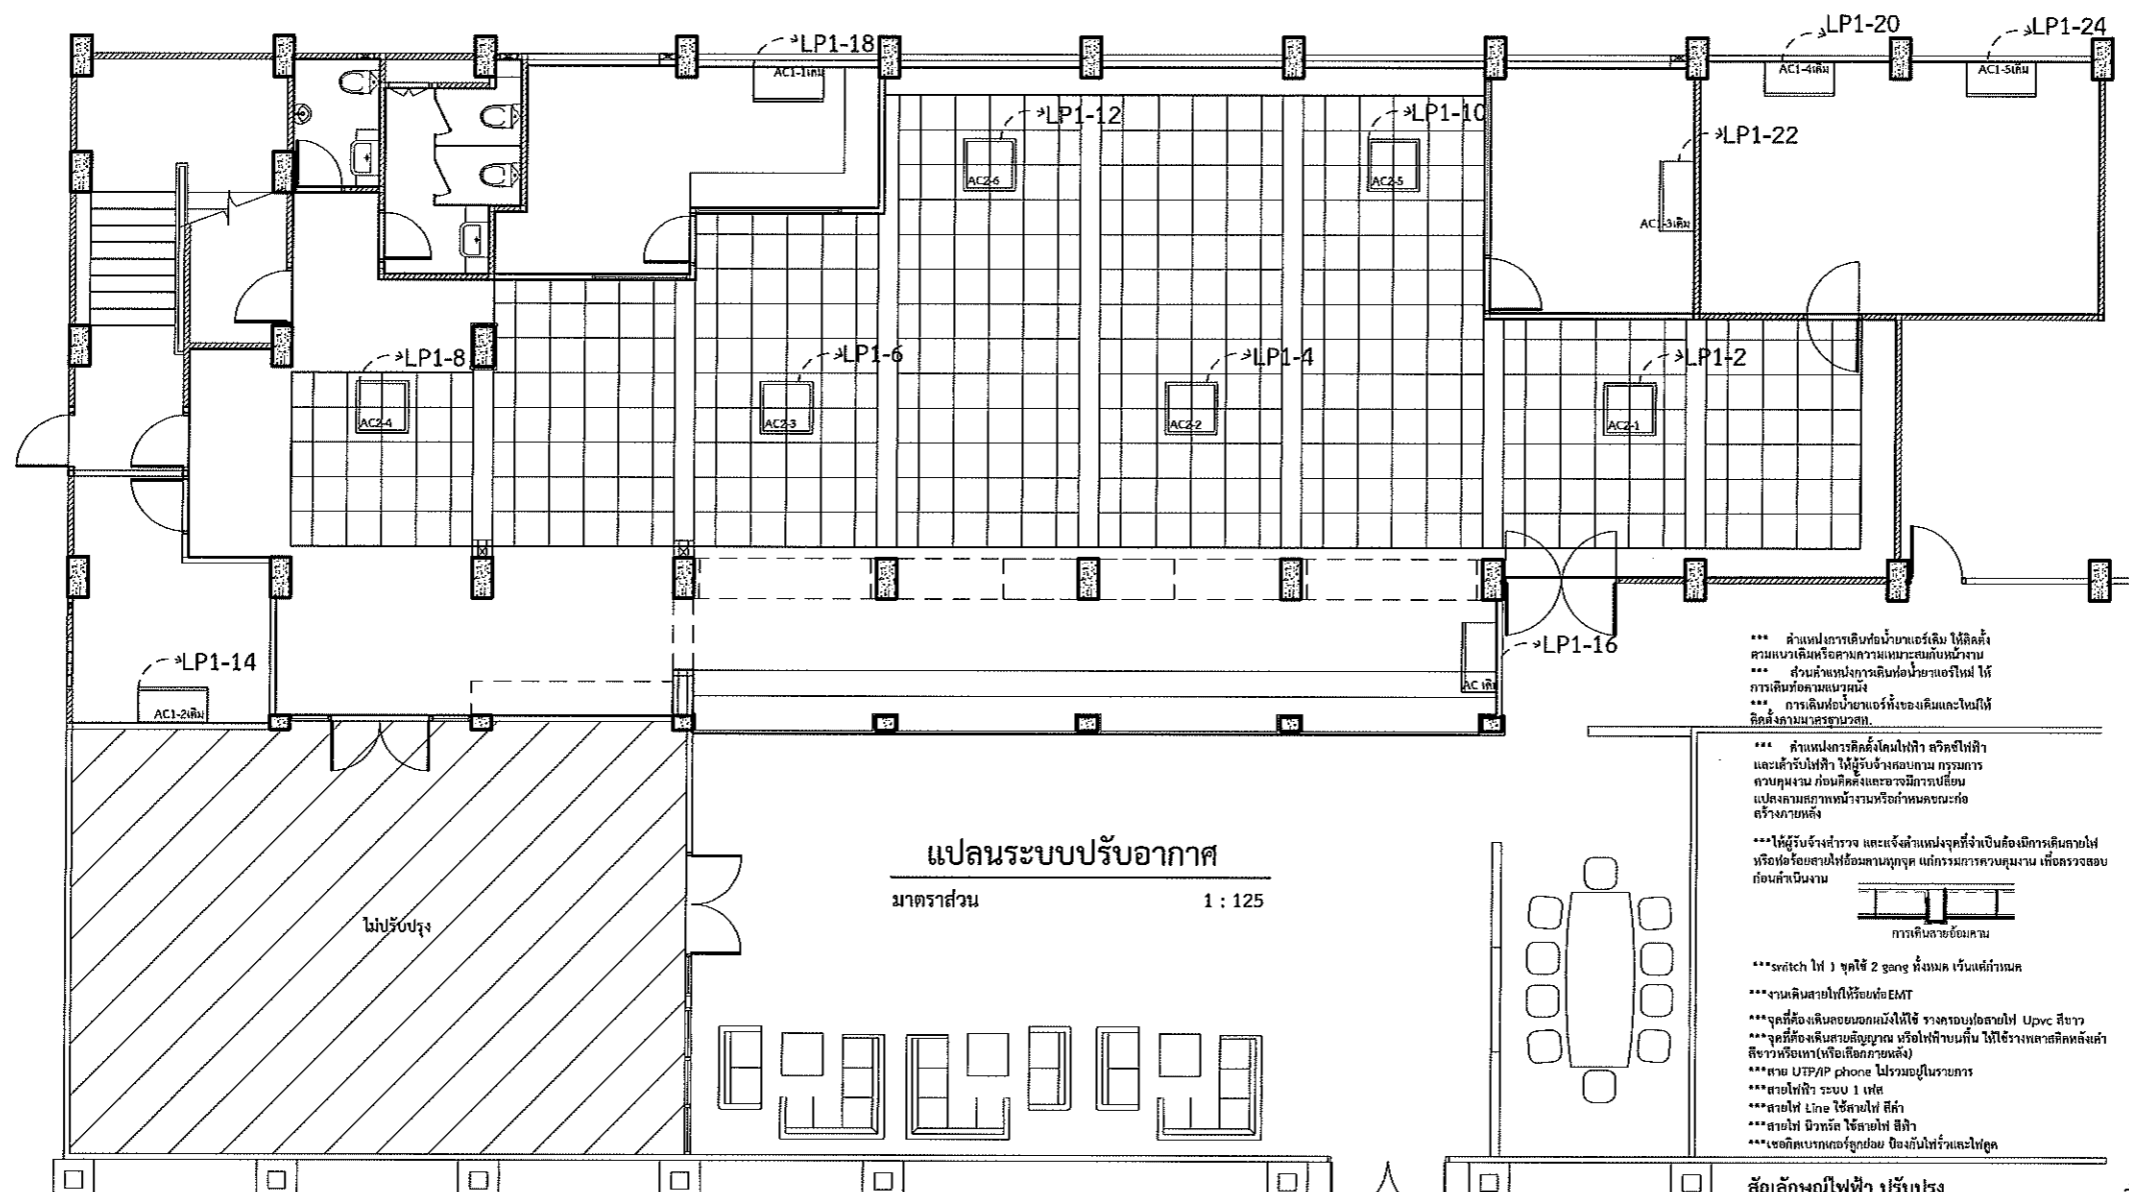 LP1-18
LP1-20
LP1-24
AC1-1เดิม
AC1-4เดิม
AC1-5เดิม
LP1-12
LP1-10
LP1-22
AC2-6
AC2-5
AC1-3เดิม
LP1-8
LP1-6
LP1-4
LP1-2
AC2-4
AC2-3
AC2-2
AC2-1
LP1-14
LP1-16
AC1-2เดิม
AC เดิม
*** ตำแหน่งการเดินท่อน้ำยาแอร์เดิม ให้ติดตั้ง
ตามแนวเดิมหรือตามความเหมาะสมกับหน้างาน
*** ส่วนตำแหน่งการเดินท่อน้ำยาแอร์ใหม่ ให้
การเดินท่อตามแนวผนัง
*** การเดินท่อน้ำยาแอร์ทั้งของเดิมและใหม่ให้
ติดตั้งตามมาตรฐานวสท.
*** ตำแหน่งการติดตั้งโคมไฟฟ้า สวิตช์ไฟฟ้า
และเต้ารับไฟฟ้า ให้ผู้รับจ้างสอบถาม กรรมการ
ควบคุมงาน ก่อนติดตั้งและอาจมีการเปลี่ยน
แปลงตามสภาพหน้างานหรือกำหนดขณะก่อ
สร้างภายหลัง
***ให้ผู้รับจ้างสำรวจ และแจ้งตำแหน่งจุดที่จำเป็นต้องมีการเดินสายไฟ
หรือท่อร้อยสายไฟอ้อมคานทุกจุด แก่กรรมการควบคุมงาน เพื่อตรวจสอบ
ก่อนดำเนินงาน
การเดินสายอ้อมคาน
แปลนระบบปรับอากาศ
มาตราส่วน 1 : 125
ไม่ปรับปรุง
***switch ไฟ 1 ชุดใช้ 2 gang ทั้งหมด เว้นแต่กำหนด
***งานเดินสายไฟให้ร้อยท่อEMT
***จุดที่ต้องเดินลอยนอกผนังให้ใช้ รางครอบท่อสายไฟ Upvc สีขาว
***จุดที่ต้องเดินสายสัญญาณ หรือไฟฟ้าบนพื้น ให้ใช้รางพลาสติกหลังเต่า
สีขาวหรือเทา(หรือเลือกภายหลัง)
***สาย UTP/IP phone ไม่รวมอยู่ในรายการ
***สายไฟฟ้า ระบบ 1 เฟส
***สายไฟ Line ใช้สายไฟ สีดำ
***สายไฟ นิวทรัล ใช้สายไฟ สีฟ้า
***เซอกิตเบรกเกอร์ลูกย่อย ป้องกันไฟรั่วและไฟดูด
สัญลักษณ์ไฟฟ้า ปรับปรุง